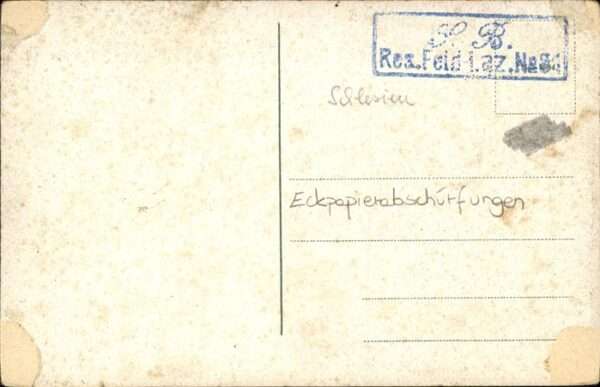 S. B.
Res. Feld-Laz. № 84
Schlesien
Eckpapierabschürfungen